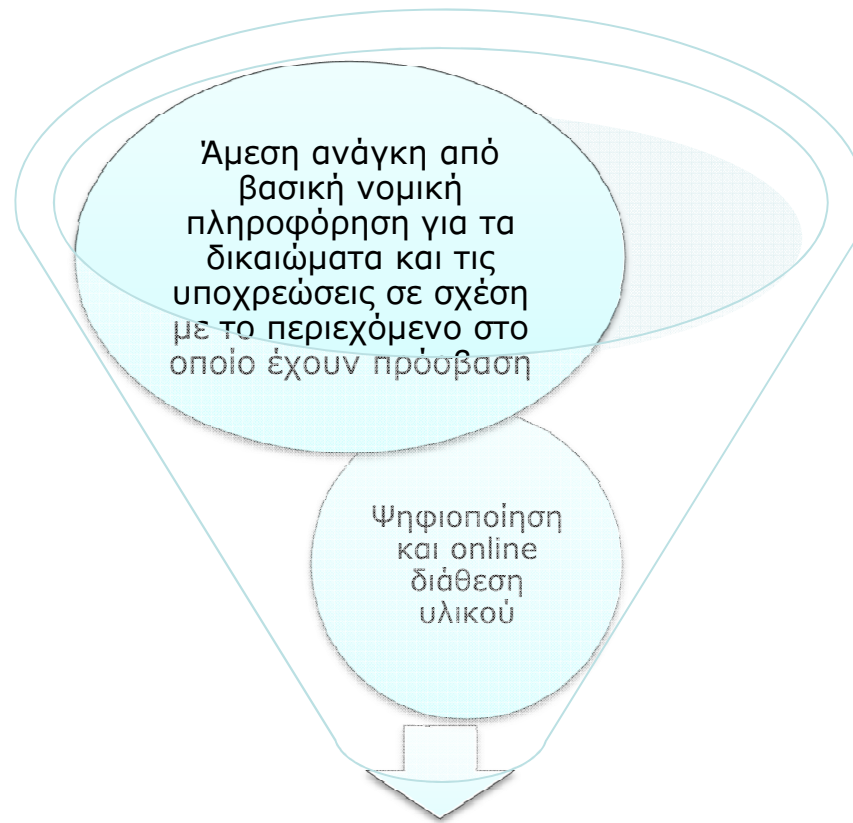 Άμεση ανάγκη από
βασική νομική
πληροφόρηση για τα
δικαιώματα και τις
υποχρεώσεις σε σχέση
με το περιεχόμενο στο
οποίο έχουν πρόσβαση
Ψηφιοποίηση
και online
διάθεση
υλικού